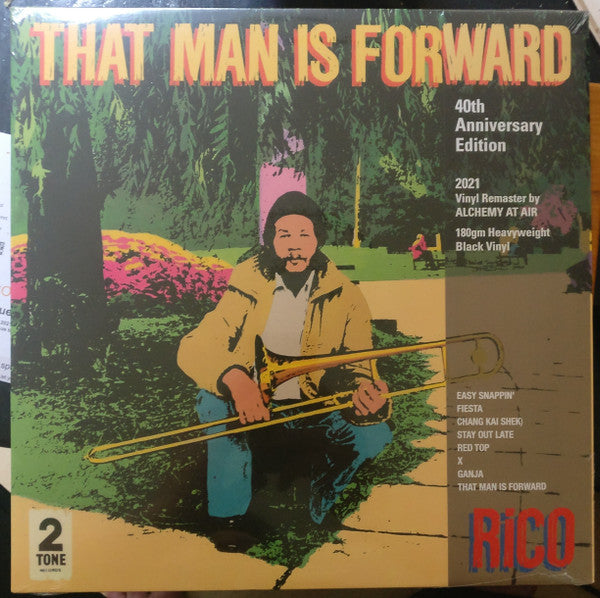 THAT MAN IS FORWARD
40th
Anniversary
Edition
2021
Vinyl Remaster by
ALCHEMY AT AIR
180gm Heavyweight
Black Vinyl
EASY SNAPPIN'
FIESTA
CHANG KAI SHEK)
STAY OUT LATE
RED TOP
X
GANJA
THAT MAN IS FORWARD
RiCO
2
TONE
RECORDS